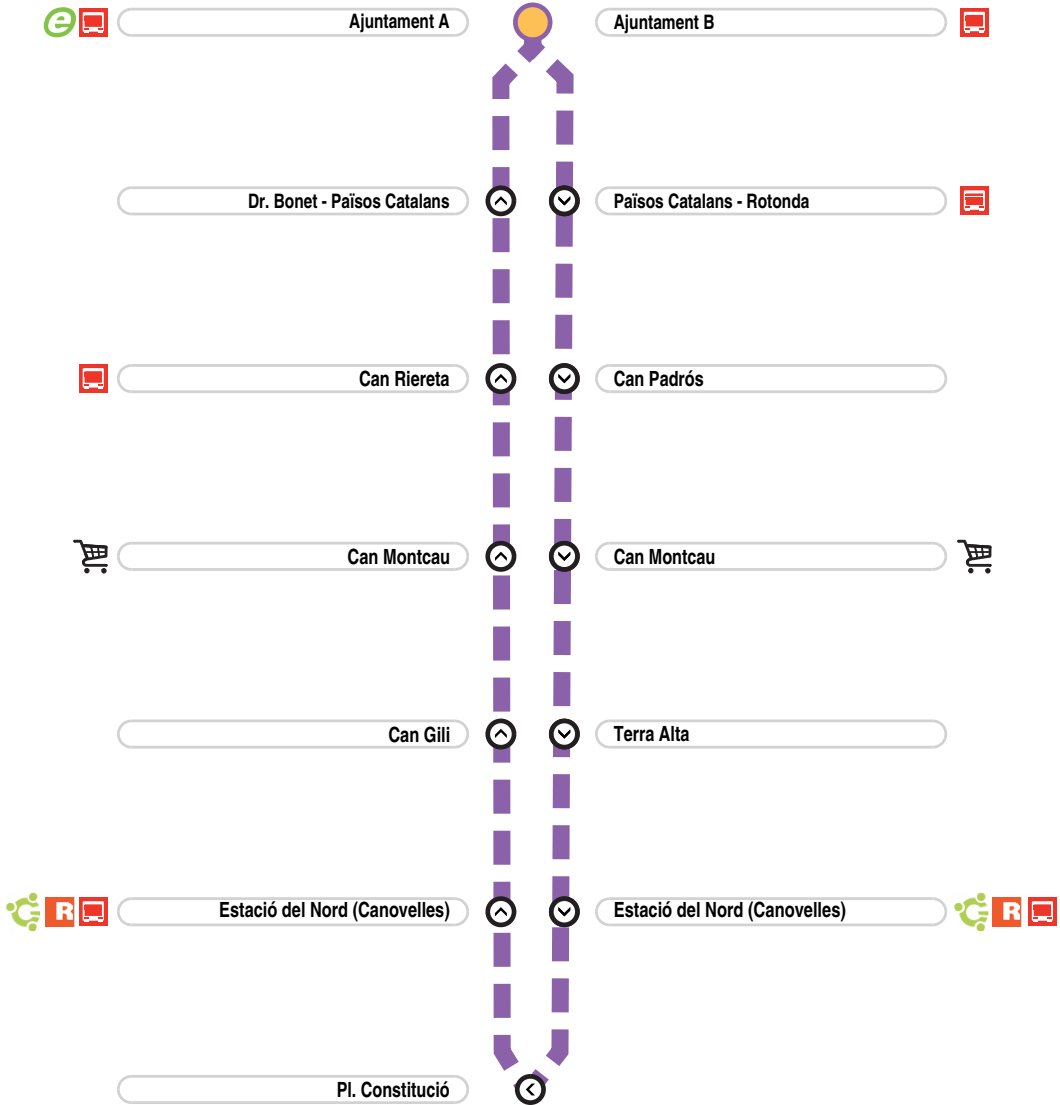 e Ajuntament A Ajuntament B
Dr. Bonet - Països Catalans Països Catalans - Rotonda
Can Riereta Can Padrós
Can Montcau Can Montcau
Can Gili Terra Alta
R Estació del Nord (Canovelles) Estació del Nord (Canovelles) R
Pl. Constitució